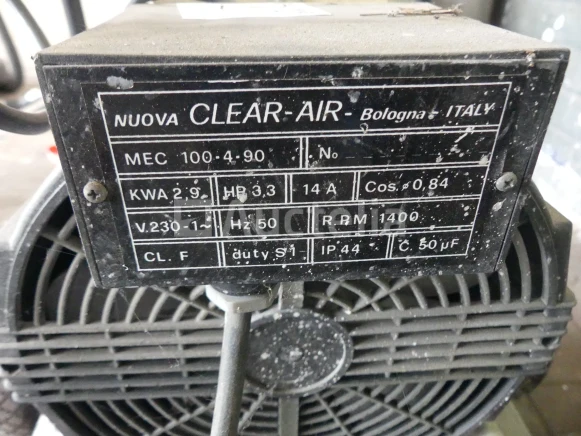 NUOVA CLEAR-AIR- Bologna - ITALY
MEC 100-4-90 No
KWA 2,9 HP 3,3 14 A Cos.φ 0,84
V.230-1~ Hz 50 R.P.M 1400
CL. F duty S1 IP 44 C. 50 µF